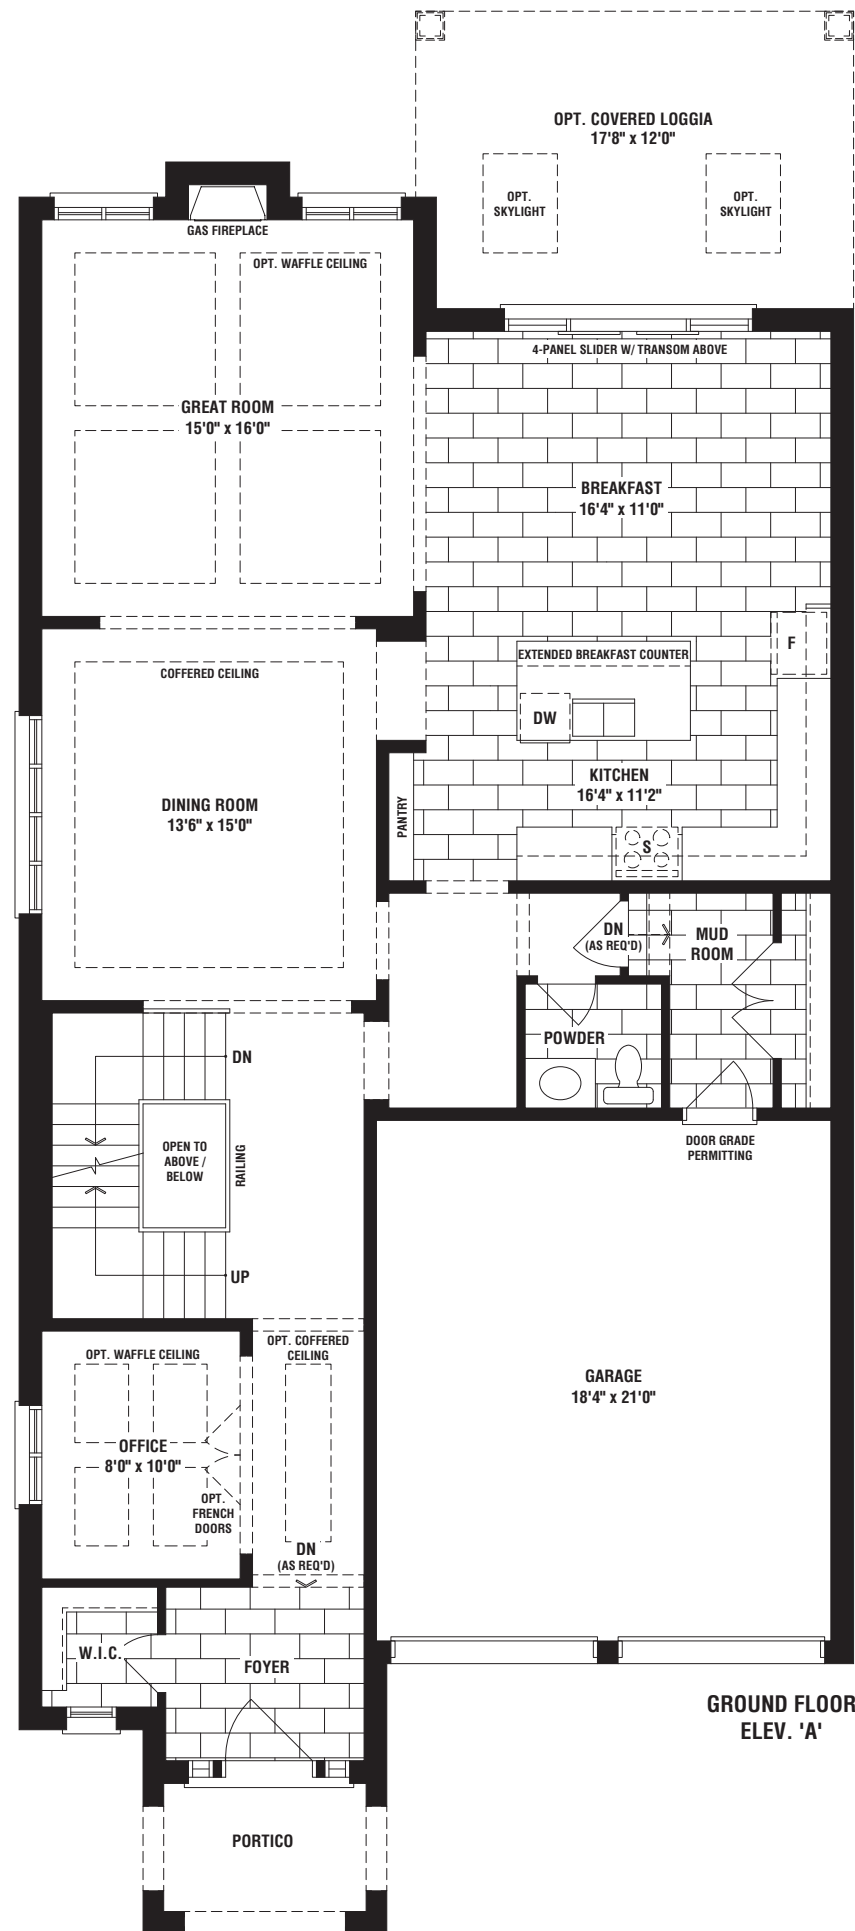 OPT. COVERED LOGGIA
17'8" x 12'0"
OPT.
SKYLIGHT
OPT.
SKYLIGHT
GAS FIREPLACE
OPT. WAFFLE CEILING
4-PANEL SLIDER W/ TRANSOM ABOVE
GREAT ROOM
15'0" x 16'0"
BREAKFAST
16'4" x 11'0"
F
EXTENDED BREAKFAST COUNTER
COFFERED CEILING
DW
DINING ROOM
13'6" x 15'0"
KITCHEN
16'4" x 11'2"
PANTRY
S
DN
(AS REQ'D)
MUD
ROOM
POWDER
DN
OPEN TO
ABOVE /
BELOW
RAILING
DOOR GRADE
PERMITTING
UP
OPT. WAFFLE CEILING
OPT. COFFERED
CEILING
GARAGE
18'4" x 21'0"
OFFICE
8'0" x 10'0"
OPT.
FRENCH
DOORS
DN
(AS REQ'D)
W.I.C.
FOYER
GROUND FLOOR
ELEV. 'A'
PORTICO